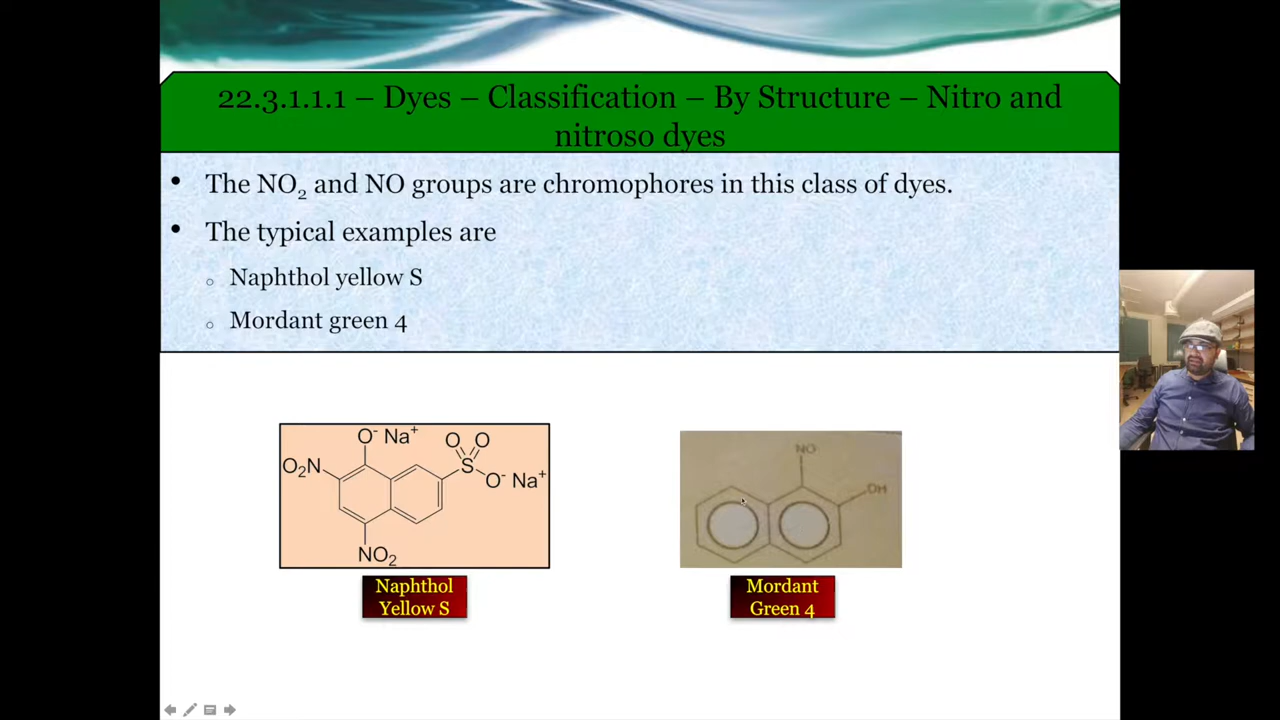 22.3.1.1.1 – Dyes – Classification – By Structure – Nitro and
nitroso dyes
• The NO₂ and NO groups are chromophores in this class of dyes.
• The typical examples are
○ Naphthol yellow S
○ Mordant green 4
O⁻ Na⁺
O O
O₂N
S
O⁻ Na⁺
NO₂
NO
OH
Naphthol
Yellow S
Mordant
Green 4